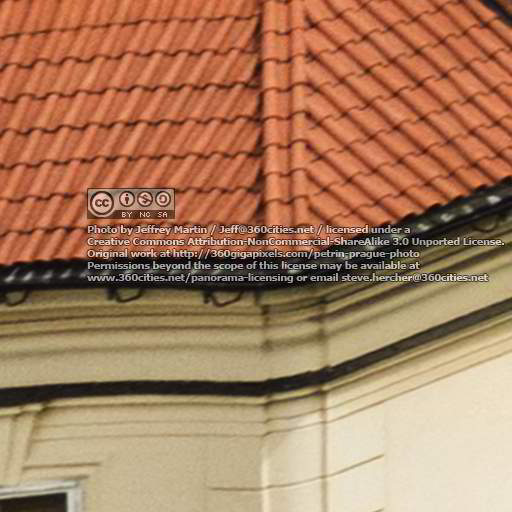 cc BY NC SA
Photo by Jeffrey Martin / Jeff@360cities.net / licensed under a
Creative Commons Attribution-NonCommercial-ShareAlike 3.0 Unported License.
Original work at http://360gigapixels.com/petrin-prague-photo
Permissions beyond the scope of this license may be available at
www.360cities.net/panorama-licensing or email steve.hercher@360cities.net